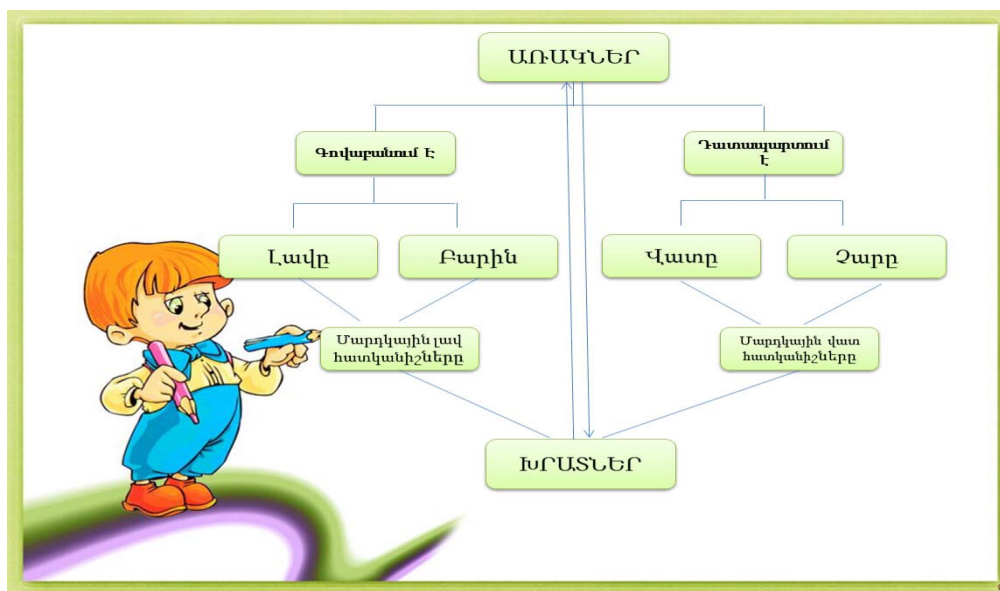 ԱՌԱԿՆԵՐ
Գովաբանում է
Դատապարտում
է
Լավը
Բարին
Վատը
Չարը
Մարդկային լավ
հատկանիշները
Մարդկային վատ
հատկանիշները
ԽՐԱՏՆԵՐ